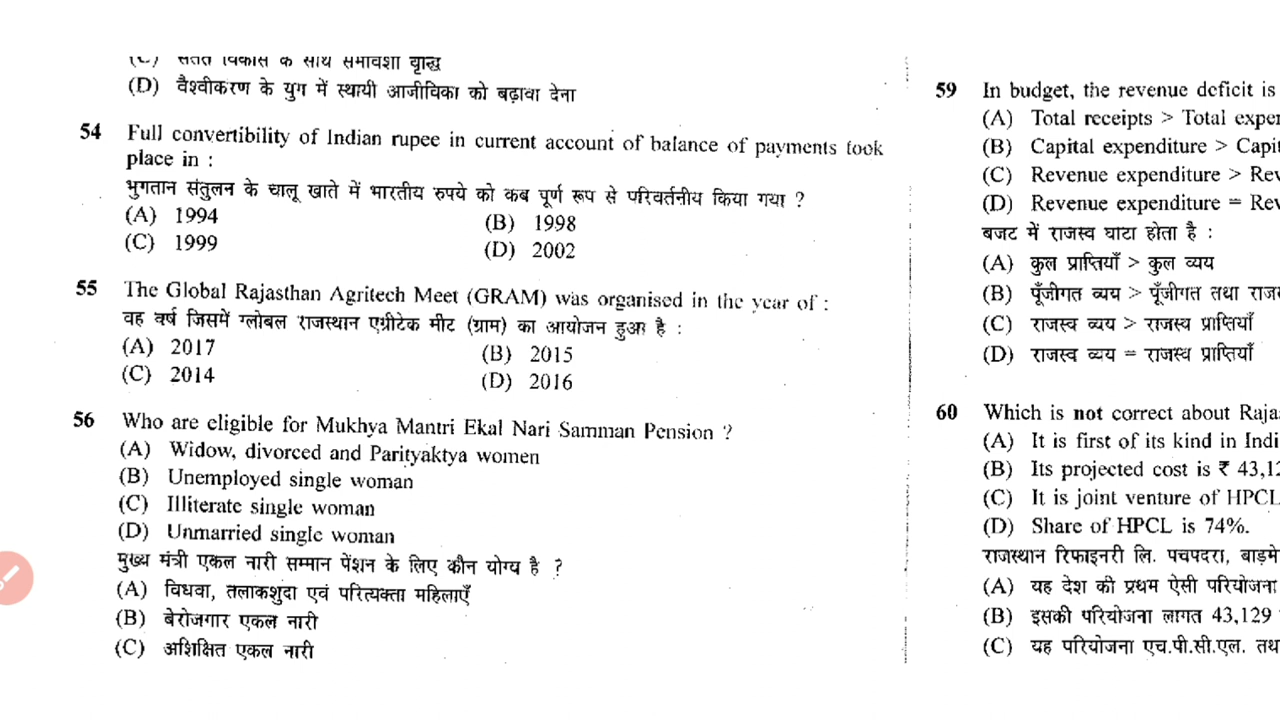 (D) वैश्वीकरण के युग में स्थायी आजीविका को बढ़ावा देना
54 Full convertibility of Indian rupee in current account of balance of payments took
place in :
भुगतान संतुलन के चालू खाते में भारतीय रुपये को कब पूर्ण रूप से परिवर्तनीय किया गया ?
(A) 1994 (B) 1998
(C) 1999 (D) 2002
55 The Global Rajasthan Agritech Meet (GRAM) was organised in the year of :
वह वर्ष जिसमें ग्लोबल राजस्थान एग्रीटेक मीट (ग्राम) का आयोजन हुआ है :
(A) 2017 (B) 2015
(C) 2014 (D) 2016
56 Who are eligible for Mukhya Mantri Ekal Nari Samman Pension ?
(A) Widow, divorced and Parityaktya women
(B) Unemployed single woman
(C) Illiterate single woman
(D) Unmarried single woman
मुख्य मंत्री एकल नारी सम्मान पेंशन के लिए कौन योग्य है ?
(A) विधवा, तलाकशुदा एवं परित्यक्ता महिलाएँ
(B) बेरोजगार एकल नारी
(C) अशिक्षित एकल नारी
59 In budget, the revenue deficit is
(A) Total receipts > Total
(B) Capital expenditure >
(C) Revenue expenditure >
(D) Revenue expenditure =
बजट में राजस्व घाटा होता है :
(A) कुल प्राप्तियाँ > कुल व्यय
(B) पूँजीगत व्यय > पूँजीगत तथा
(C) राजस्व व्यय > राजस्व प्राप्तियाँ
(D) राजस्व व्यय = राजस्व प्राप्तियाँ
60 Which is not correct about
(A) It is first of its kind in
(B) Its projected cost is ₹
(C) It is joint venture of HPCL
(D) Share of HPCL is 74%.
राजस्थान रिफाइनरी लि. पचपदरा,
(A) यह देश की प्रथम ऐसी परियोजना
(B) इसकी परियोजना लागत 43,129
(C) यह परियोजना एच.पी.सी.एल.